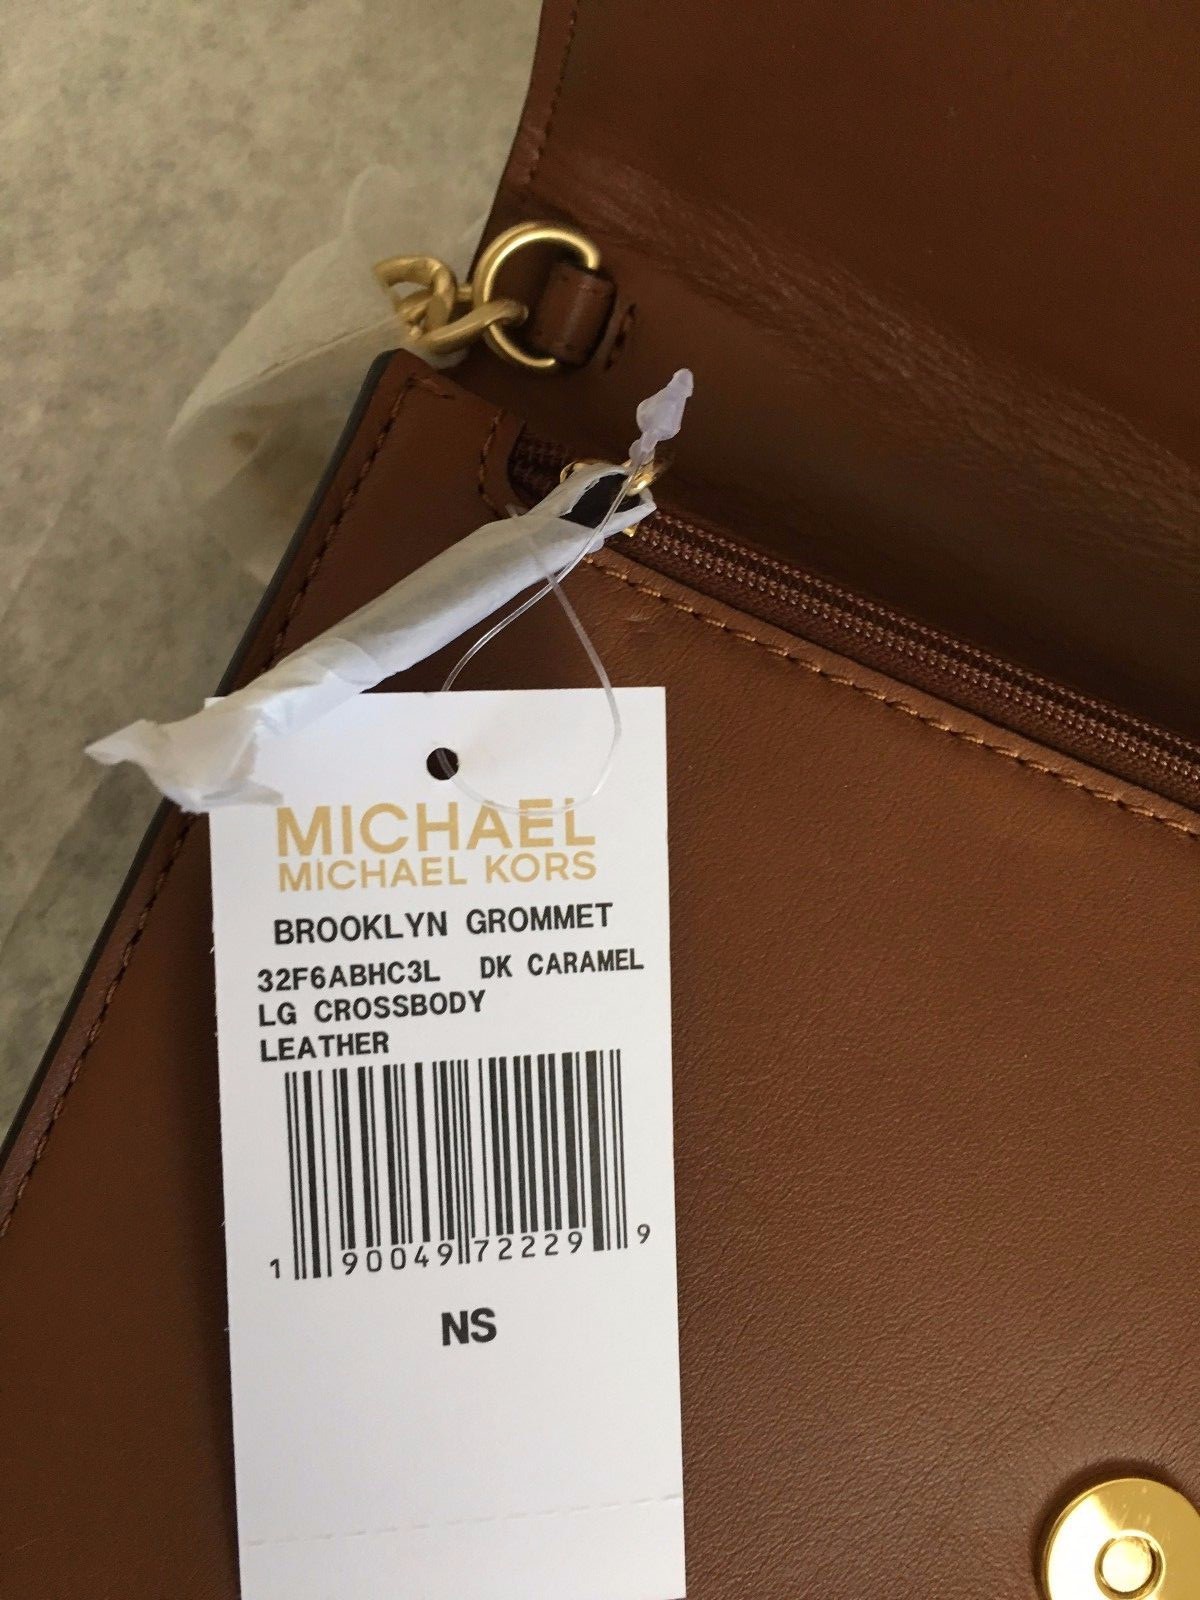 MICHAEL
MICHAEL KORS
BROOKLYN GROMMET
32F6ABHC3L DK CARAMEL
LG CROSSBODY
LEATHER
1 90049 72229 9
NS